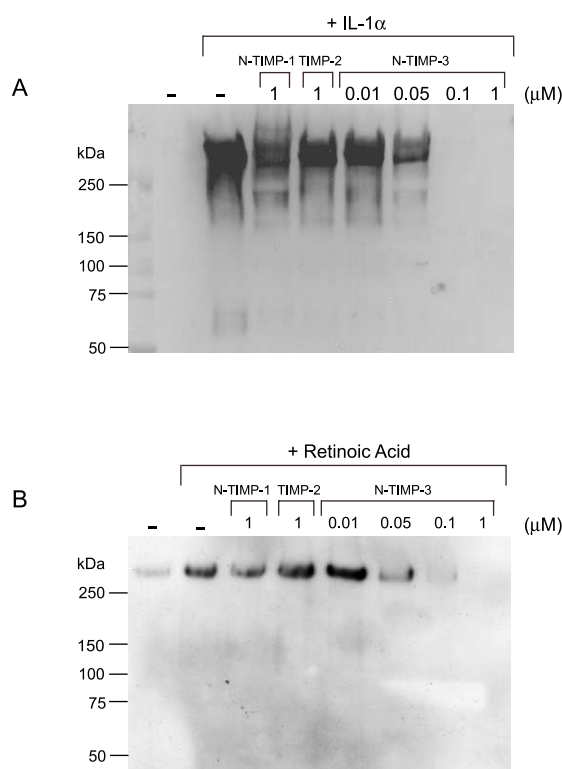 + IL-1α
N-TIMP-1 TIMP-2 N-TIMP-3
A
- - 1 1 0.01 0.05 0.1 1 (μM)
kDa
250
150
100
75
50
+ Retinoic Acid
B
N-TIMP-1 TIMP-2 N-TIMP-3
- - 1 1 0.01 0.05 0.1 1 (μM)
kDa
250
150
100
75
50